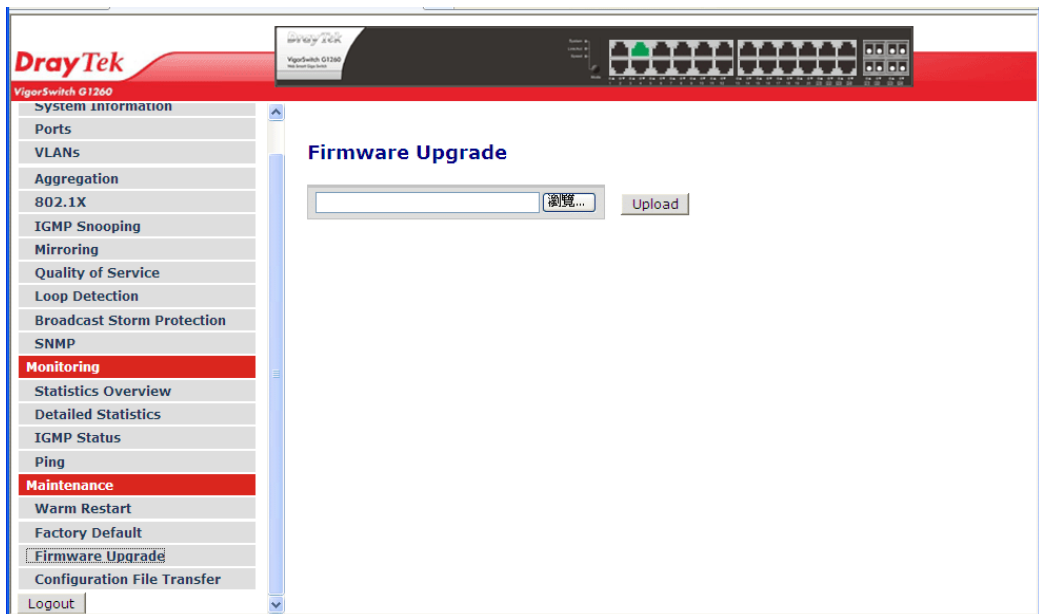 DrayTek
VigorSwitch G1260
DrayTek
VigorSwitch G1260
System Information
Ports
VLANs
Aggregation
802.1X
IGMP Snooping
Mirroring
Quality of Service
Loop Detection
Broadcast Storm Protection
SNMP
Monitoring
Statistics Overview
Detailed Statistics
IGMP Status
Ping
Maintenance
Warm Restart
Factory Default
Firmware Upgrade
Configuration File Transfer
Logout
Firmware Upgrade
瀏覽...
Upload